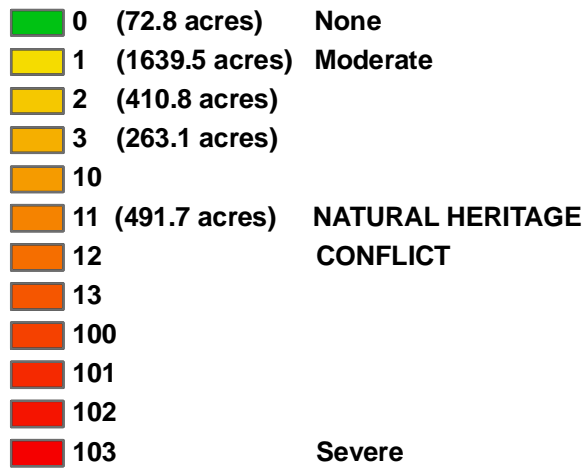 0 (72.8 acres) None
1 (1639.5 acres) Moderate
2 (410.8 acres)
3 (263.1 acres)
10
11 (491.7 acres) NATURAL HERITAGE
12 CONFLICT
13
100
101
102
103 Severe